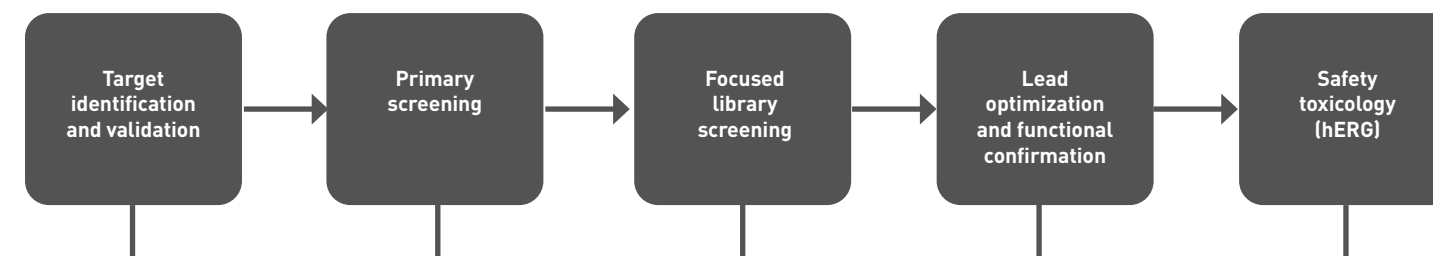 Target
identification
and validation
Primary
screening
Focused
library
screening
Lead
optimization
and functional
confirmation
Safety
toxicology
(hERG)